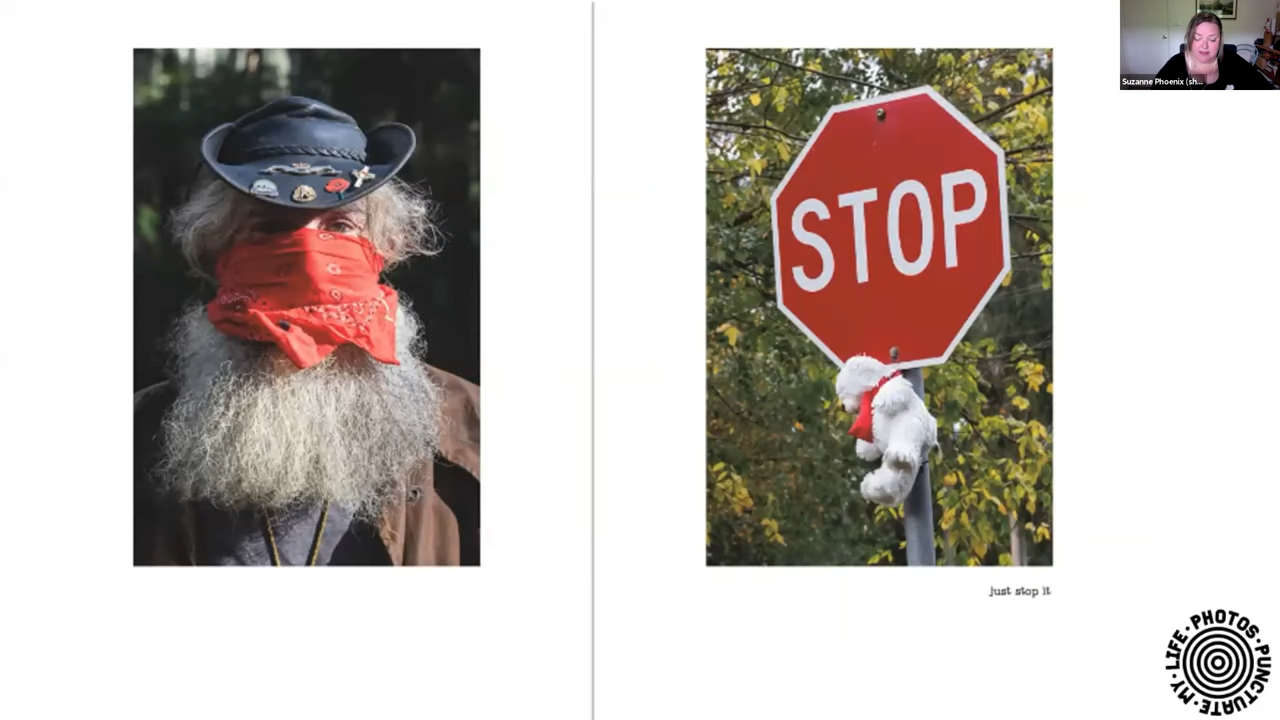 STOP
just stop it
Suzanne Phoenix (sh...
MY·LIFE·PHOTOS·PUNCTUATE·